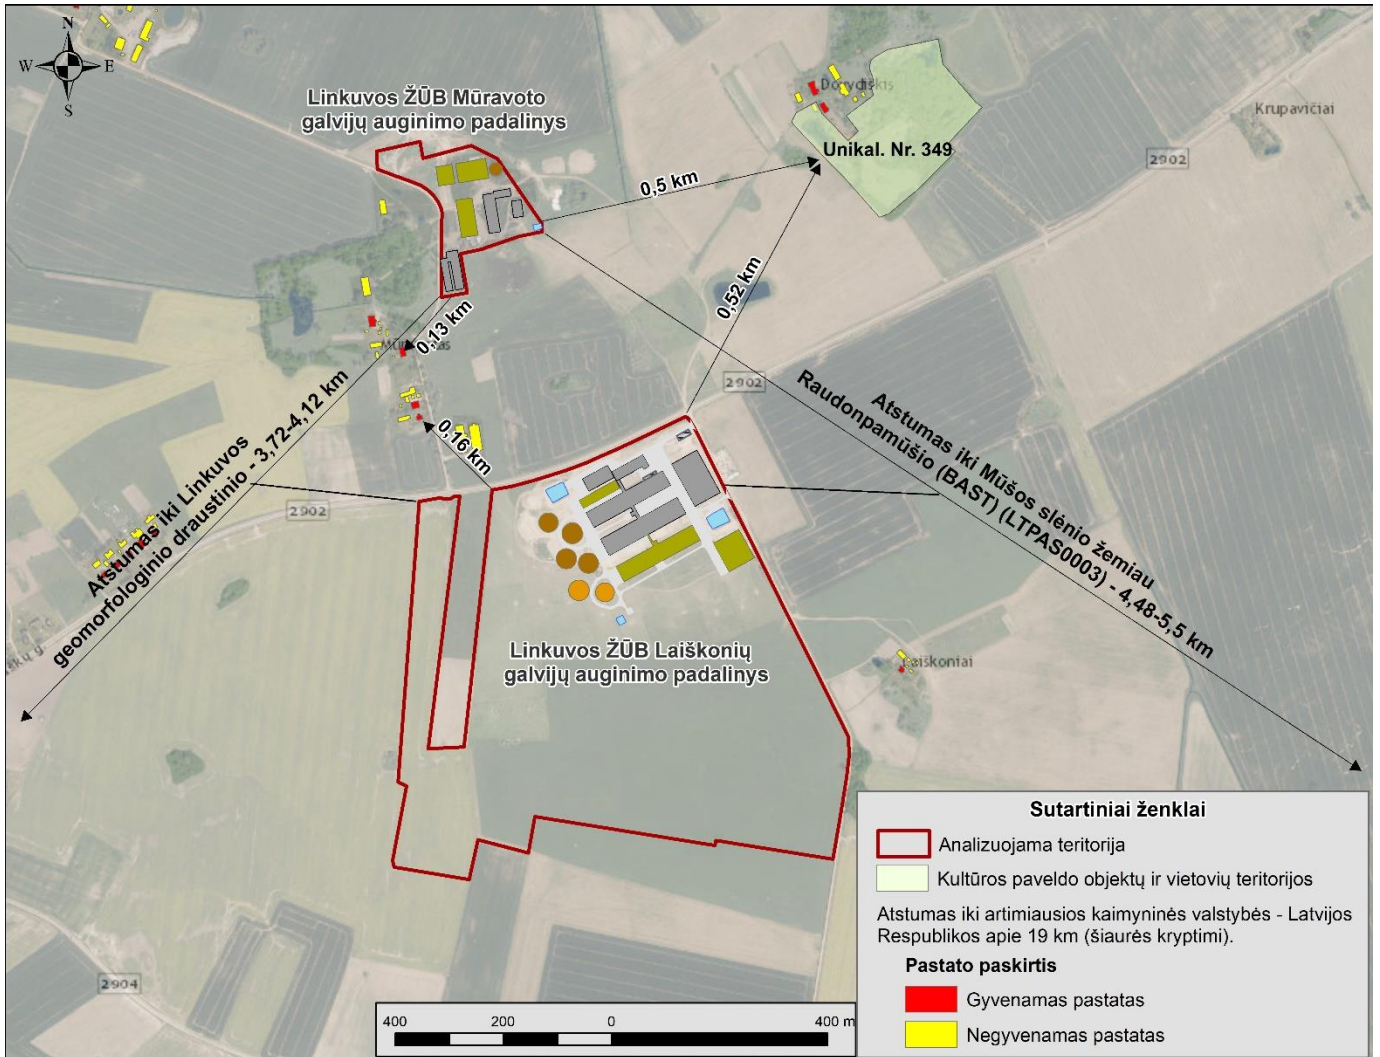 N
W E
S
Linkuvos ŽŪB Mūravoto
galvijų auginimo padalinys
Dovydiškis
Krupavičiai
Unikal. Nr. 349
2902
0,5 km
0,52 km
0,13 km
2902
0,16 km
Atstumas iki Linkuvos
geomorfologinio draustinio - 3,72-4,12 km
Atstumas iki Mūšos slėnio žemiau
Raudonpamūšio (BAST) (LTPAS0003) - 4,48-5,5 km
2902
Linkuvos ŽŪB Laiškonių
galvijų auginimo padalinys
Laiškoniai
2904
Sutartiniai ženklai
Analizuojama teritorija
Kultūros paveldo objektų ir vietovių teritorijos
Atstumas iki artimiausios kaimyninės valstybės - Latvijos
Respublikos apie 19 km (šiaurės kryptimi).
Pastato paskirtis
Gyvenamas pastatas
Negyvenamas pastatas
400 200 0 400 m